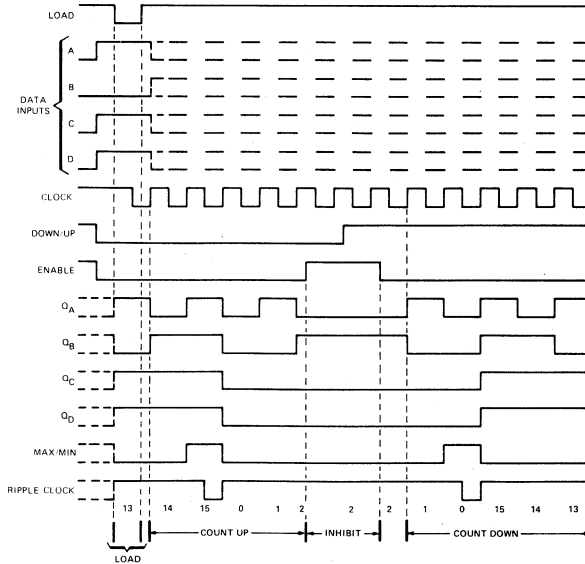 LOAD
A
B
DATA
INPUTS
C
D
CLOCK
DOWN/UP
ENABLE
QA
QB
QC
QD
MAX/MIN
RIPPLE CLOCK
13 14 15 0 1 2 2 2 1 0 15 14 13
COUNT UP INHIBIT COUNT DOWN
LOAD